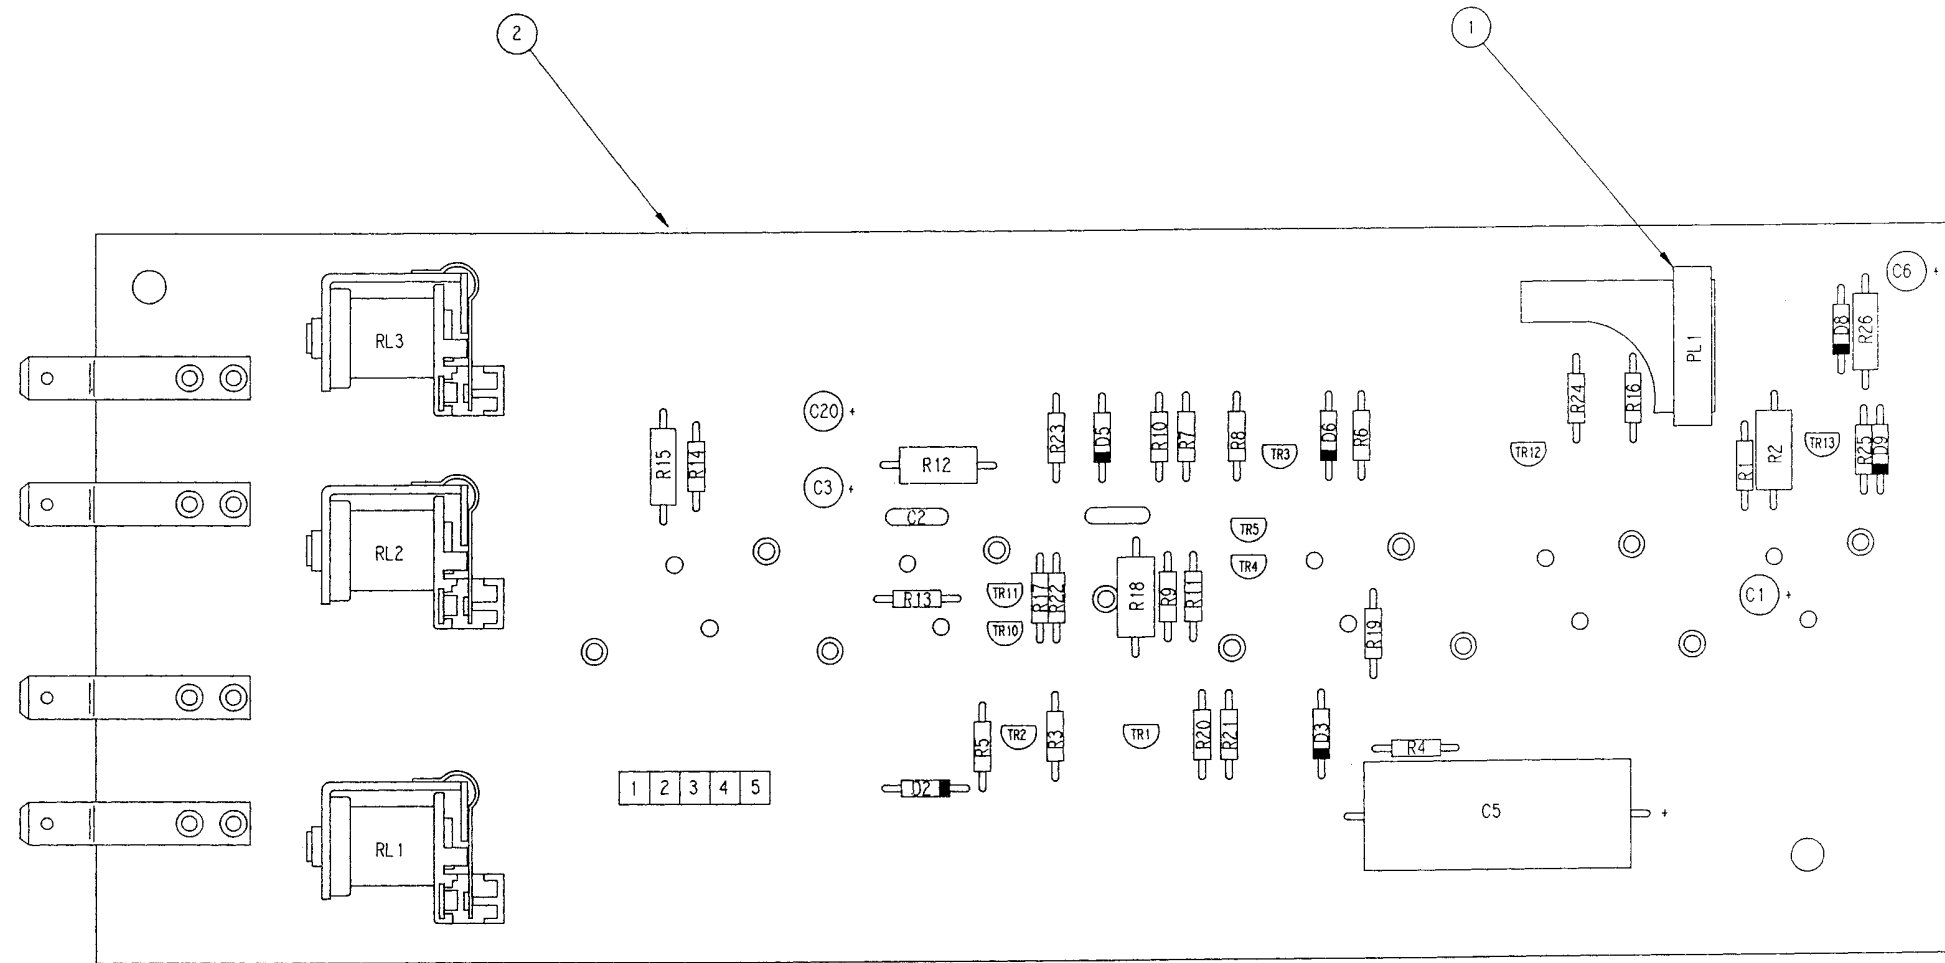 2
1
C6 +
RL3
D8
R26
PL1
R24
R16
C20 +
R23
D5
R10
R7
R8
D6
R6
TR3
TR12
R1
R2
TR13
R25
D9
R15
R14
R12
C3 +
C2
TR5
TR4
RL2
R13
TR11
TR10
R17
R22
R18
R9
R11
R19
C1 +
R5
TR2
R3
TR1
R20
R21
D3
R4
1 2 3 4 5
D2
C5 +
RL1